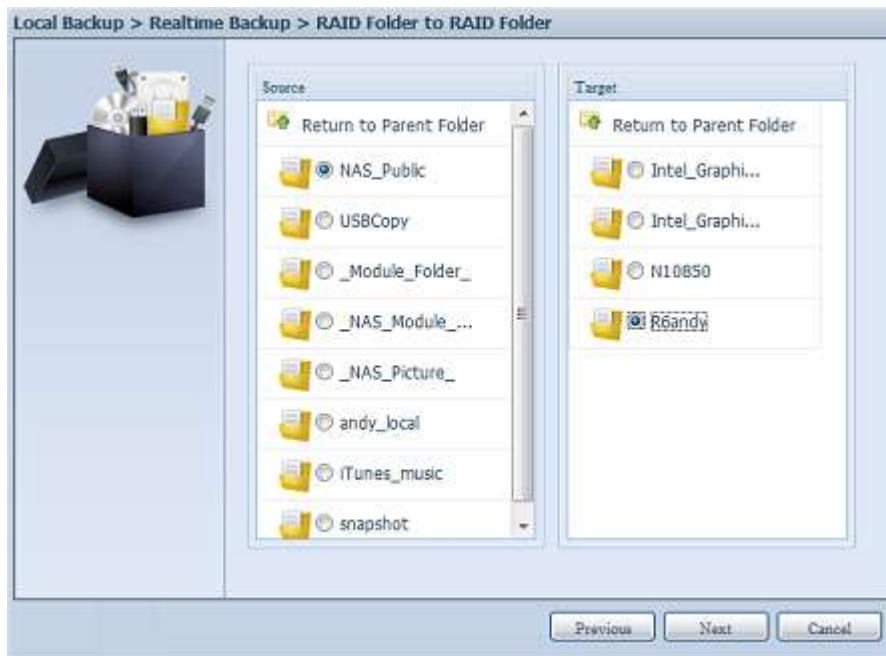 Local Backup > Realtime Backup > RAID Folder to RAID Folder
Source
Return to Parent Folder
NAS_Public
USBCopy
_Module_Folder_
_NAS_Module_...
_NAS_Picture_
andy_local
iTunes_music
snapshot
Target
Return to Parent Folder
Intel_Graphi...
Intel_Graphi...
N10850
R6andy
Previous
Next
Cancel